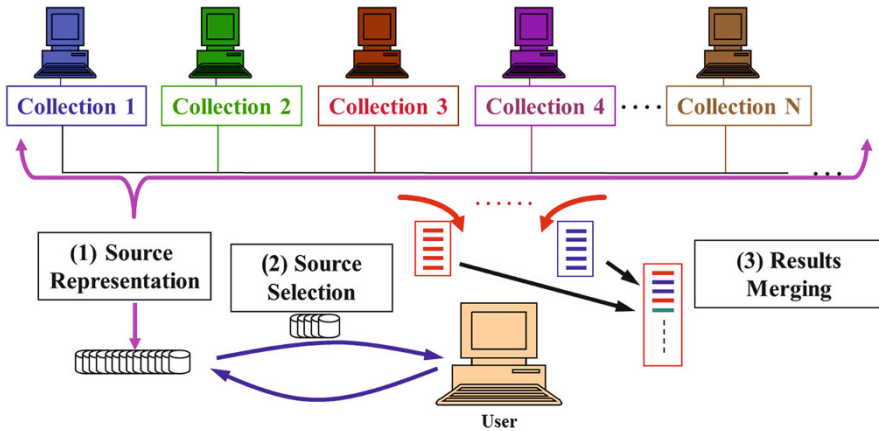 Collection 1
Collection 2
Collection 3
Collection 4
Collection N
(1) Source
Representation
(2) Source
Selection
(3) Results
Merging
User